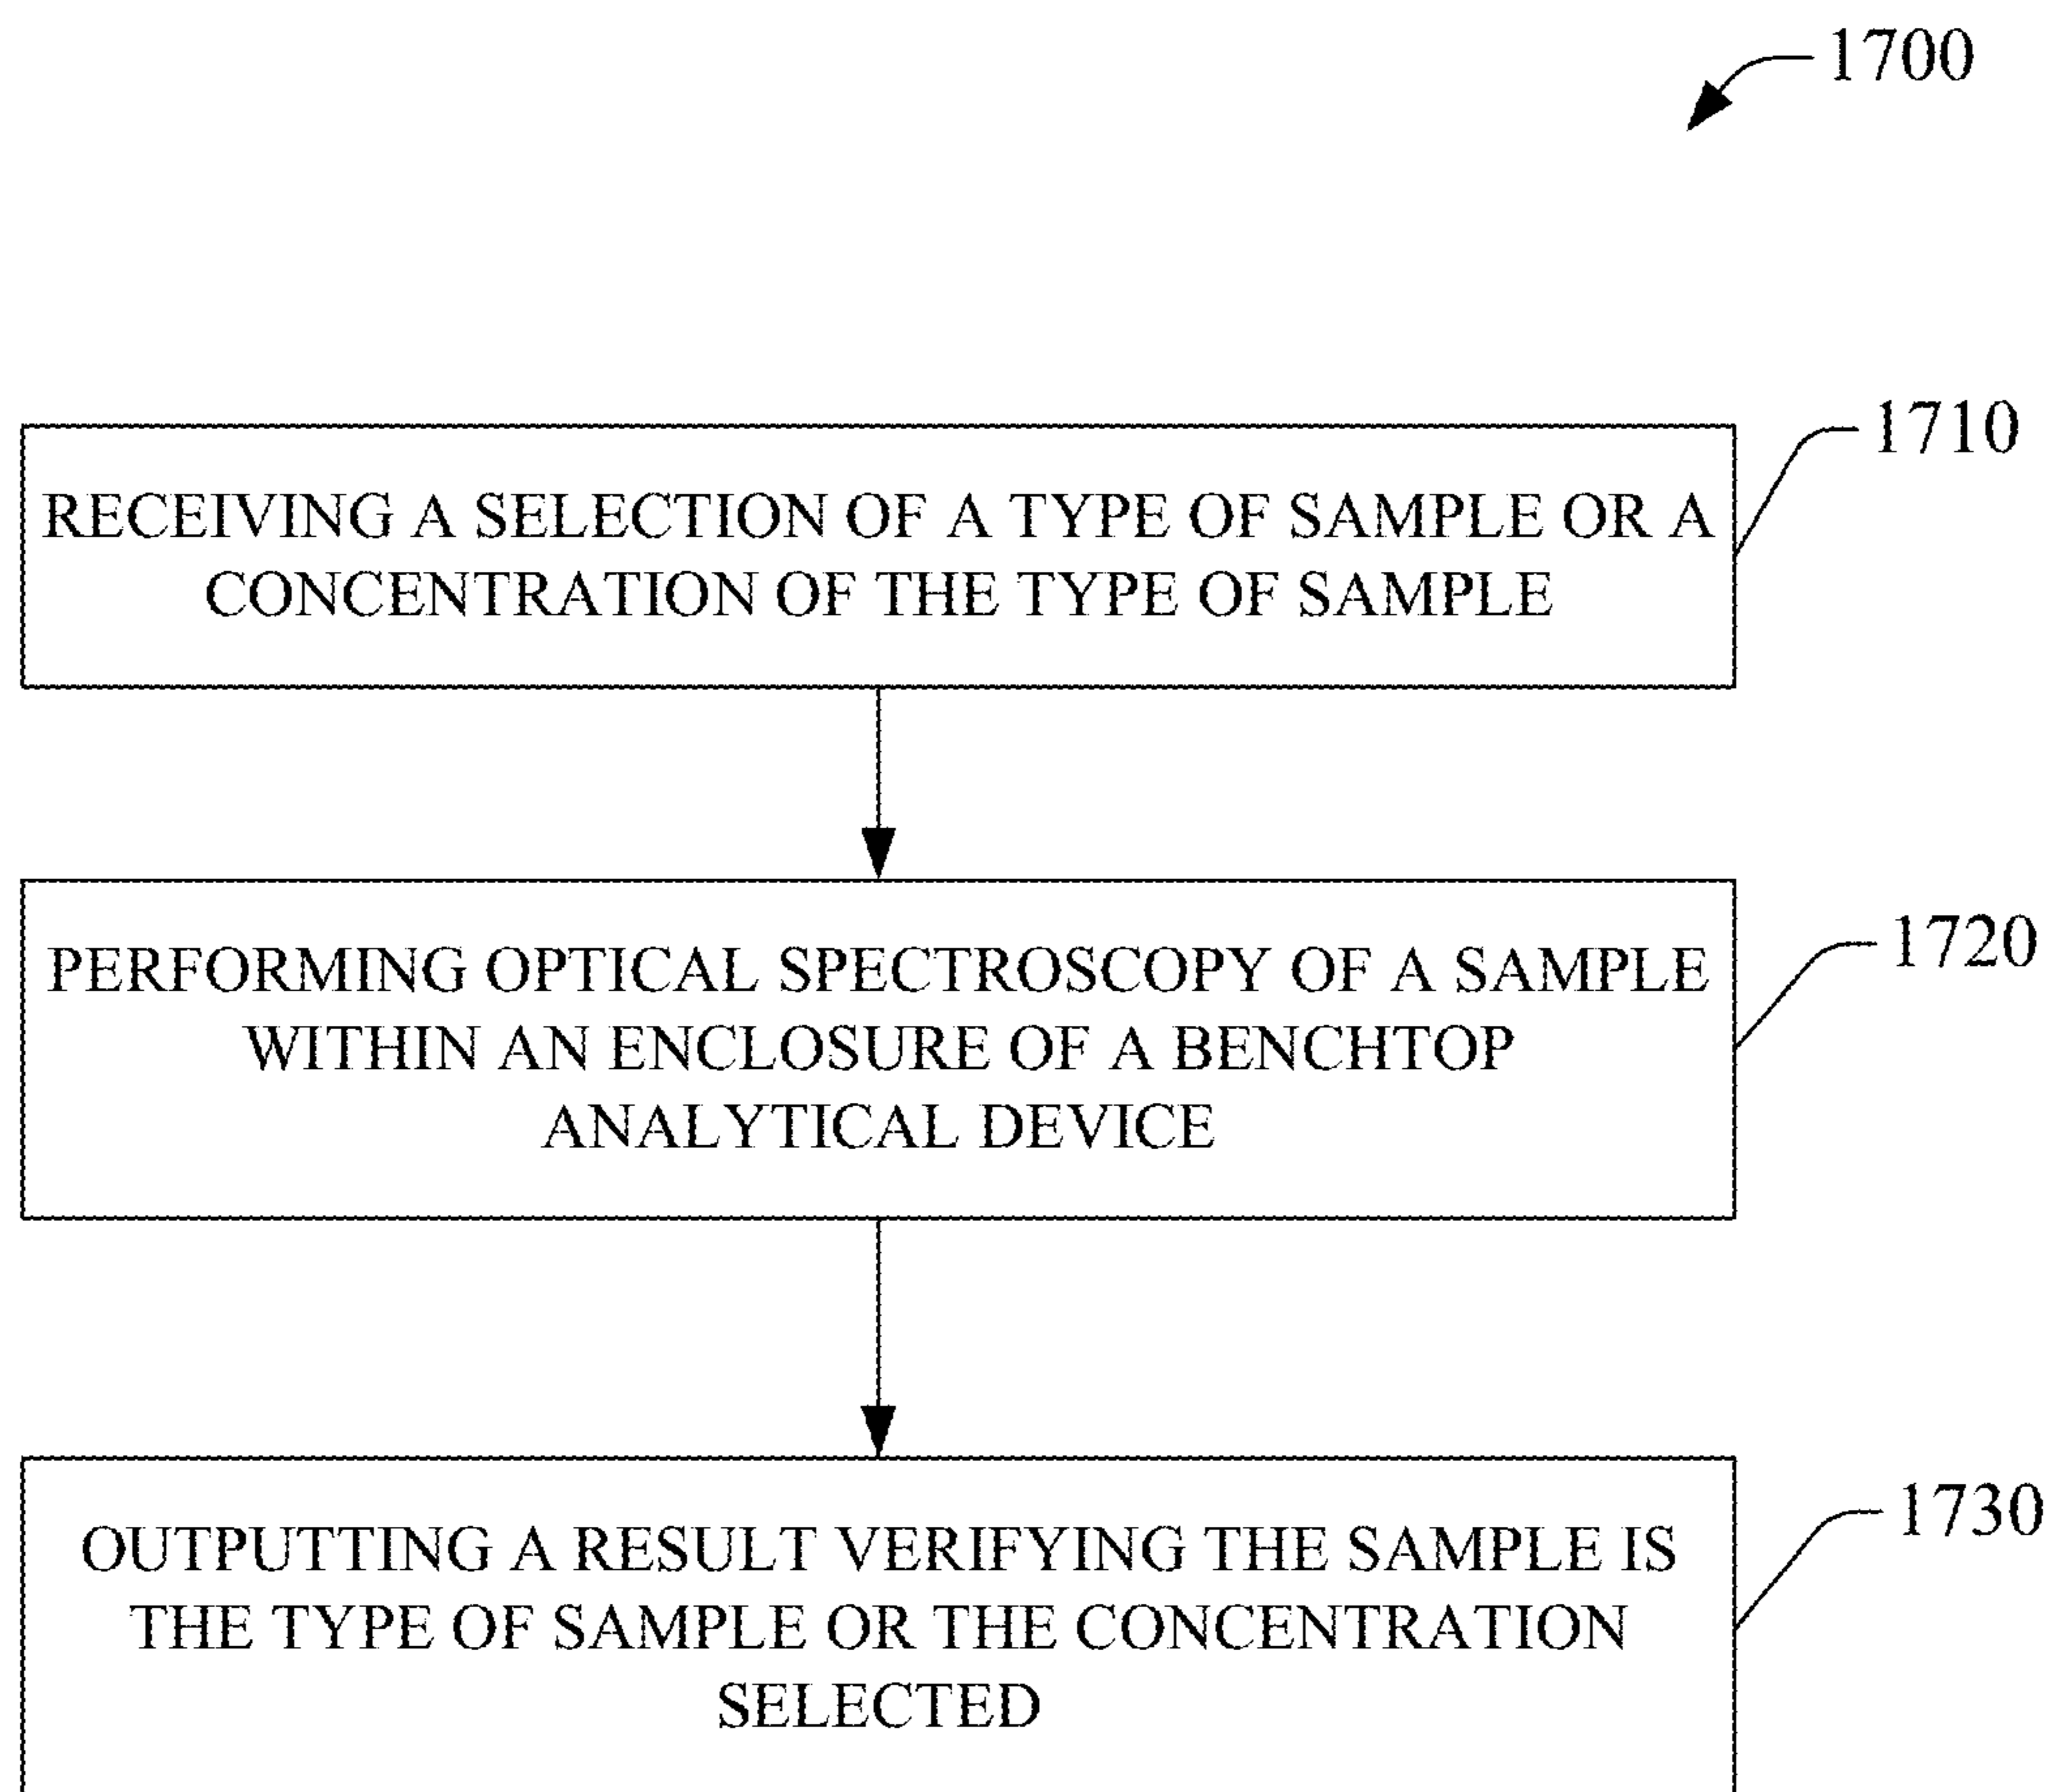 1700
1710
RECEIVING A SELECTION OF A TYPE OF SAMPLE OR A
CONCENTRATION OF THE TYPE OF SAMPLE
1720
PERFORMING OPTICAL SPECTROSCOPY OF A SAMPLE
WITHIN AN ENCLOSURE OF A BENCHTOP
ANALYTICAL DEVICE
1730
OUTPUTTING A RESULT VERIFYING THE SAMPLE IS
THE TYPE OF SAMPLE OR THE CONCENTRATION
SELECTED